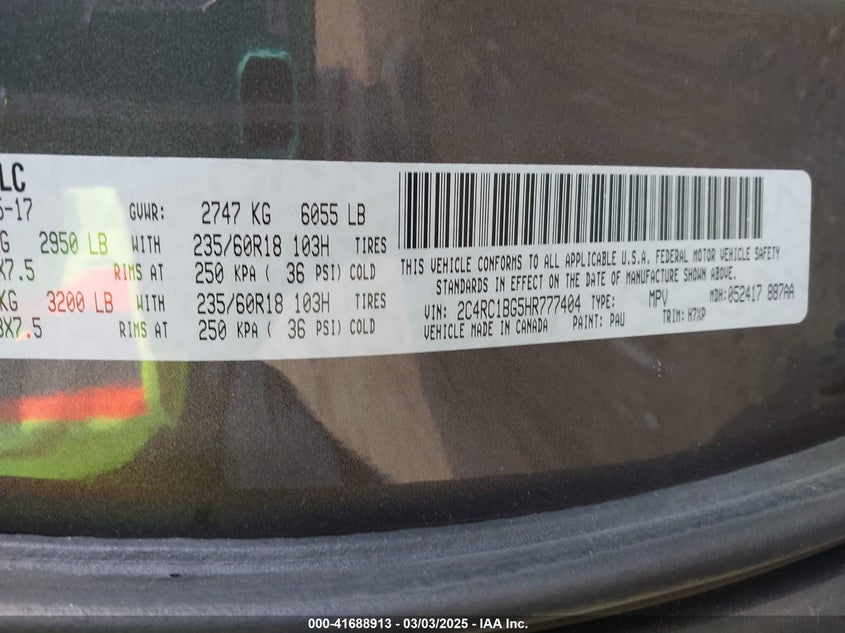 LC
-17
GVWR: 2747 KG 6055 LB
G 2950 LB WITH 235/60R18 103H TIRES
X7.5 RIMS AT 250 KPA ( 36 PSI) COLD
KG 3200 LB WITH 235/60R18 103H TIRES
X7.5 RIMS AT 250 KPA ( 36 PSI) COLD
THIS VEHICLE CONFORMS TO ALL APPLICABLE U.S.A. FEDERAL MOTOR VEHICLE SAFETY
STANDARDS IN EFFECT ON THE DATE OF MANUFACTURE SHOWN ABOVE.
VIN: 2C4RC1BG5HR777404 TYPE: MPV MDH:052417 887AA
VEHICLE MADE IN CANADA PAINT: PAU TRIM: H7XP
000-41688913 - 03/03/2025 - IAA Inc.